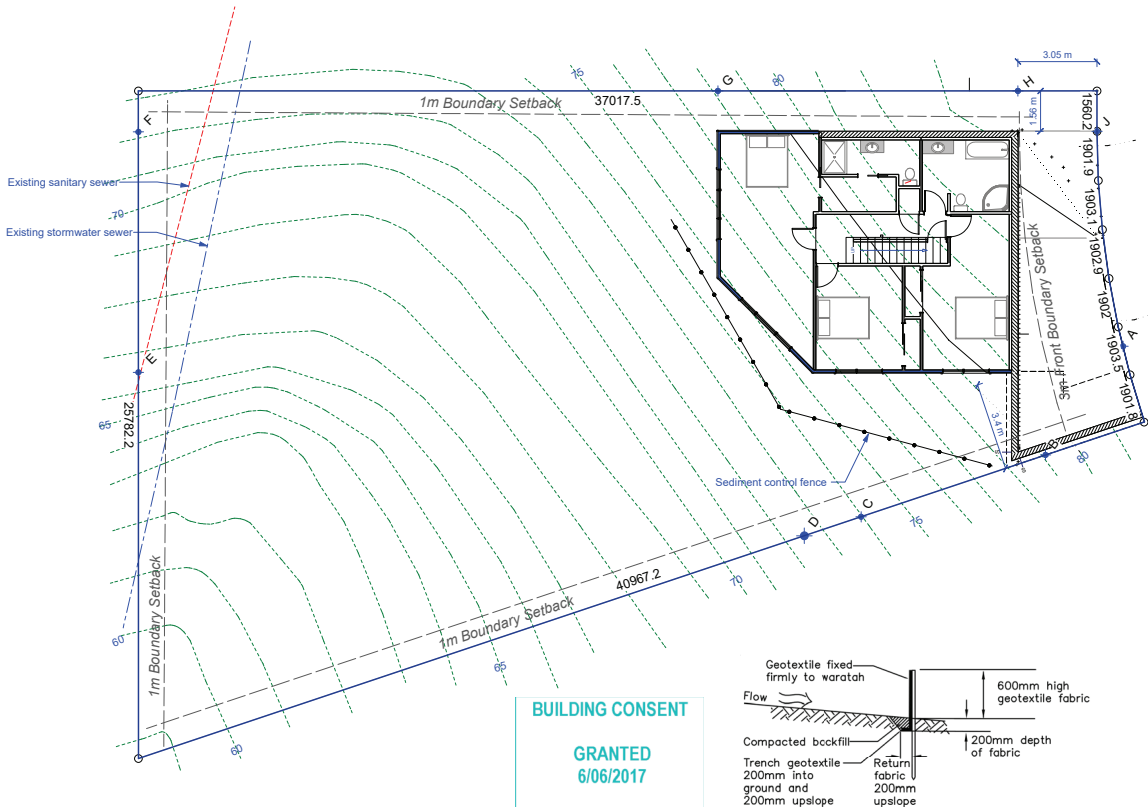 3.05 m
75
G
80
H
1m Boundary Setback
37017.5
1.56 m
1560.2
J
F
1901.9
Existing sanitary sewer
1903.1
70
Existing stormwater sewer
1902.9
3m Front Boundary Setback
1902
A
E
1903.5
25782.2
65
1901.8
3.4 m
B
80
Sediment control fence
C
D
75
70
40967.2
1m Boundary Setback
1m Boundary Setback
60
65
60
BUILDING CONSENT
GRANTED
6/06/2017
Geotextile fixed
firmly to waratah
600mm high
geotextile fabric
Flow
Compacted bcckfill
200mm depth
of fabric
Trench geotextile
200mm into
ground and
200mm upslope
Return
fabric
200mm
upslope